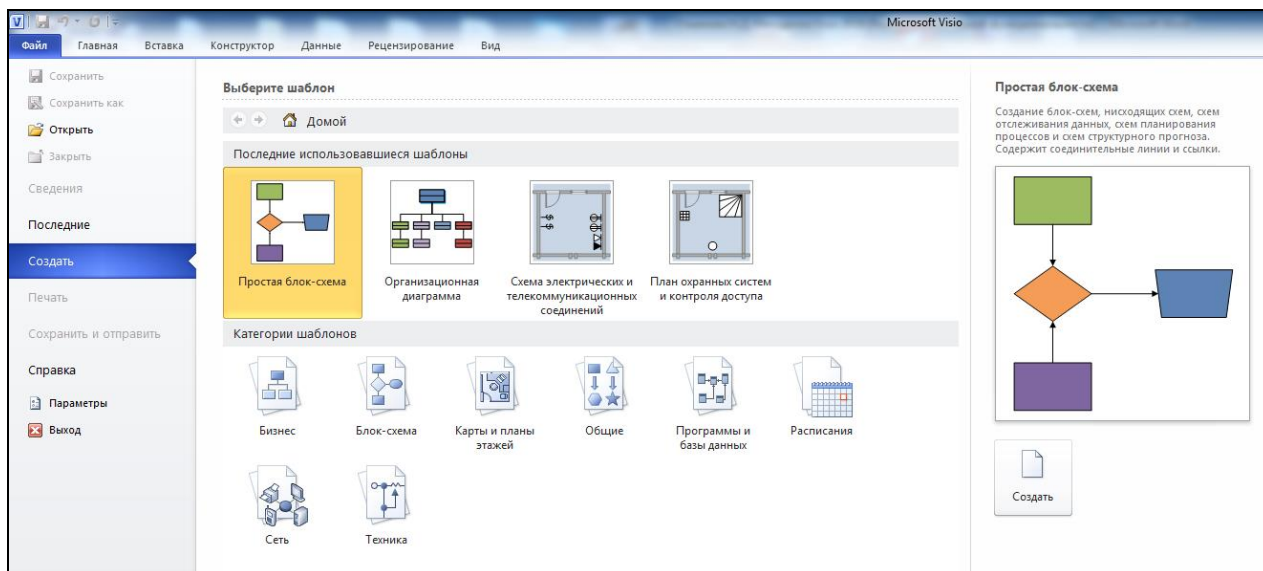 Microsoft Visio
Файл Главная Вставка Конструктор Данные Рецензирование Вид
Сохранить
Сохранить как
Открыть
Закрыть
Сведения
Последние
Создать
Печать
Сохранить и отправить
Справка
Параметры
Выход
Выберите шаблон
Домой
Последние использовавшиеся шаблоны
Простая блок-схема
Организационная
диаграмма
Схема электрических и
телекоммуникационных
соединений
План охранных систем
и контроля доступа
Категории шаблонов
Бизнес
Блок-схема
Карты и планы
этажей
Общие
Программы и
базы данных
Расписания
Сеть
Техника
Простая блок-схема
Создание блок-схем, нисходящих схем, схем
отслеживания данных, схем планирования
процессов и схем структурного прогноза.
Содержит соединительные линии и ссылки.
Создать